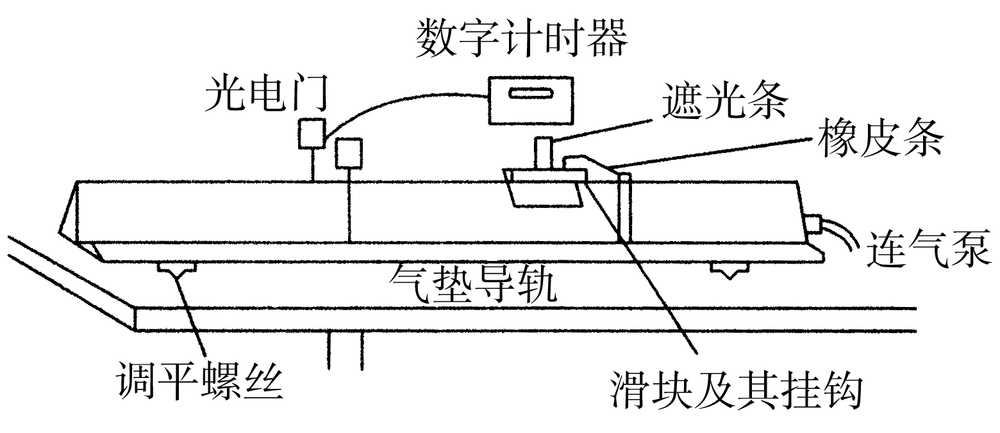 数字计时器
光电门
遮光条
橡皮条
连气泵
气垫导轨
调平螺丝
滑块及其挂钩